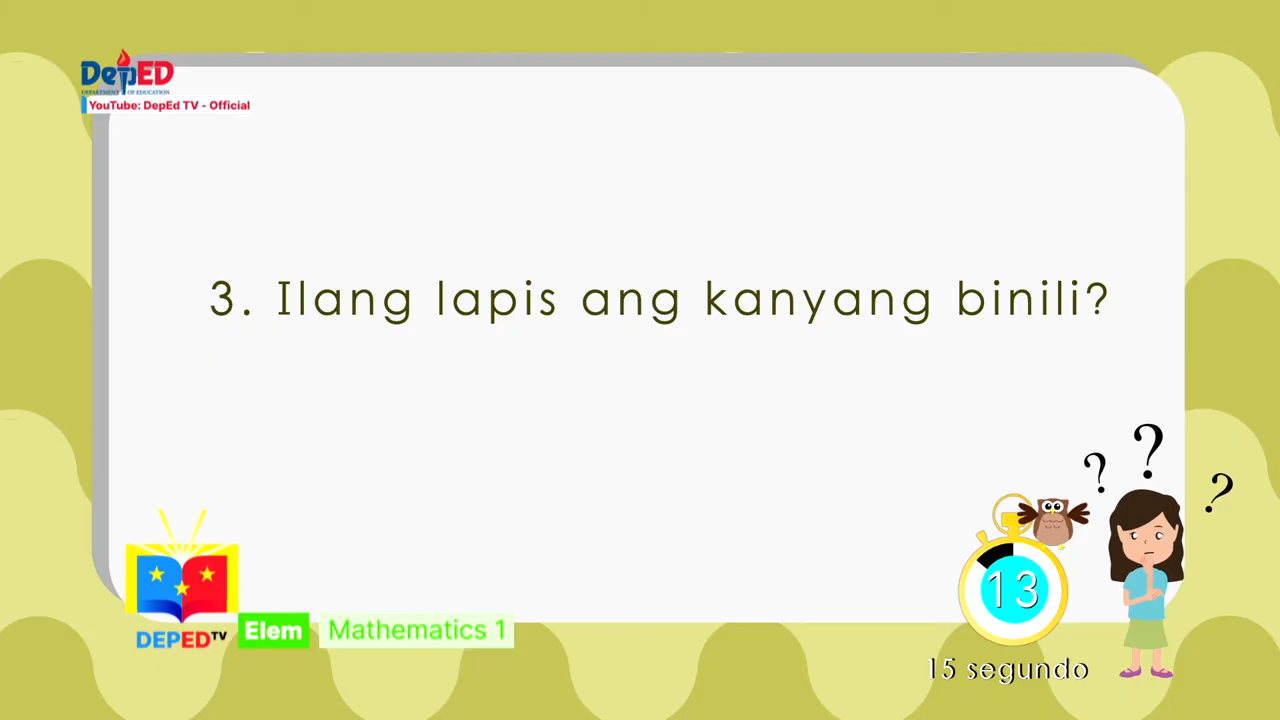 DepED
DEPARTMENT OF EDUCATION
YouTube: DepEd TV - Official
3. Ilang lapis ang kanyang binili?
? ? ?
13
15 segundo
DEPED TV
Elem Mathematics 1